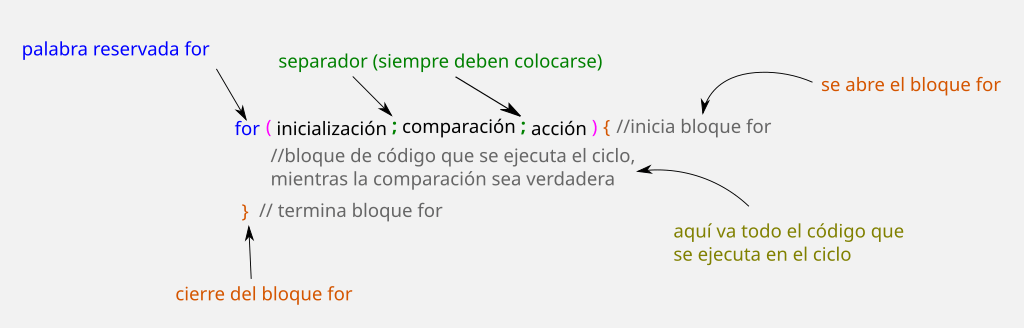 palabra reservada for
separador (siempre deben colocarse)
se abre el bloque for
for ( inicialización ; comparación ; acción ) { //inicia bloque for
//bloque de código que se ejecuta el ciclo,
mientras la comparación sea verdadera
} // termina bloque for
aquí va todo el código que
se ejecuta en el ciclo
cierre del bloque for